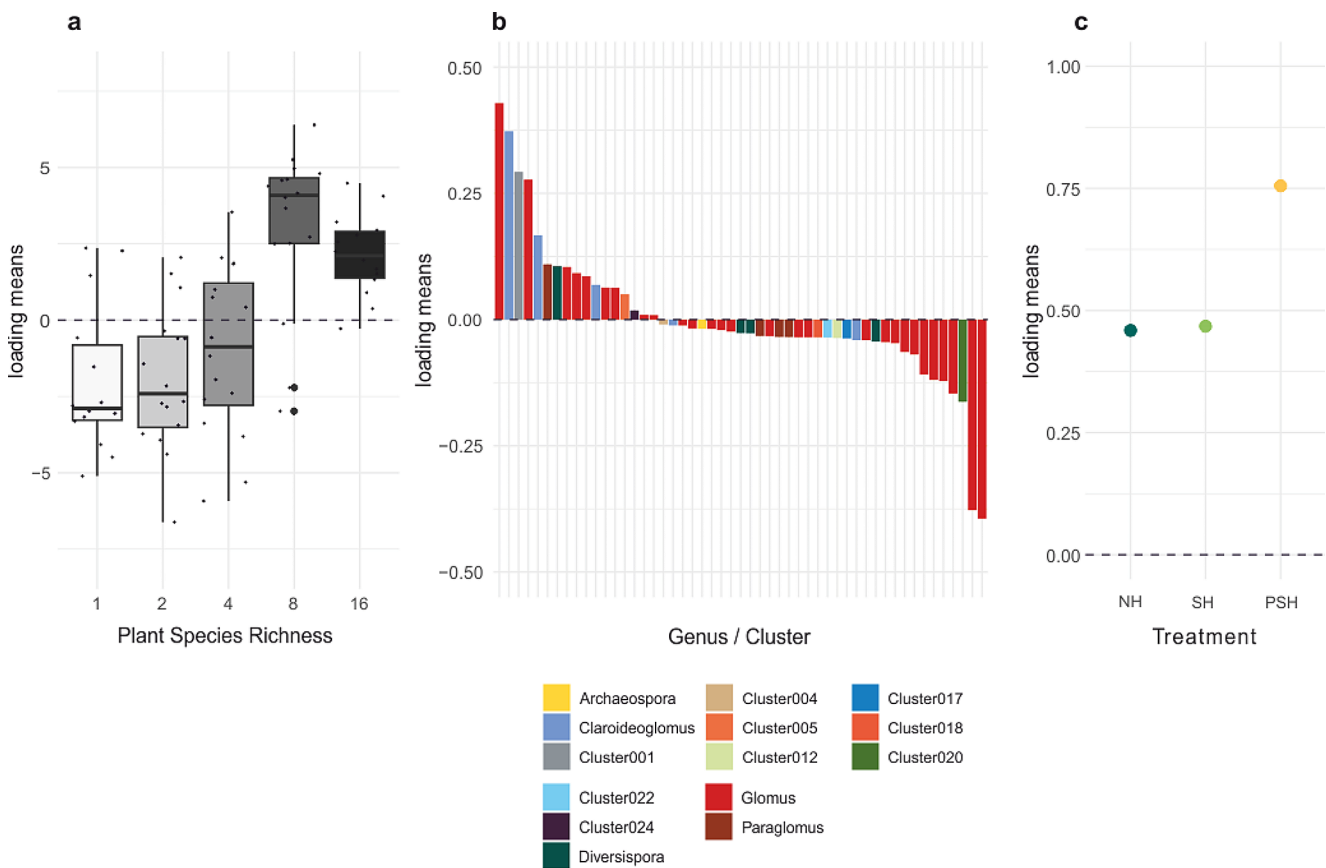 a
b
c
loading means
5
0
−5
1
2
4
8
16
Plant Species Richness
loading means
0.50
0.25
0.00
−0.25
−0.50
Genus / Cluster
loading means
1.00
0.75
0.50
0.25
0.00
NH
SH
PSH
Treatment
Archaeospora
Cluster004
Cluster017
Claroideoglomus
Cluster005
Cluster018
Cluster001
Cluster012
Cluster020
Cluster022
Glomus
Cluster024
Paraglomus
Diversispora